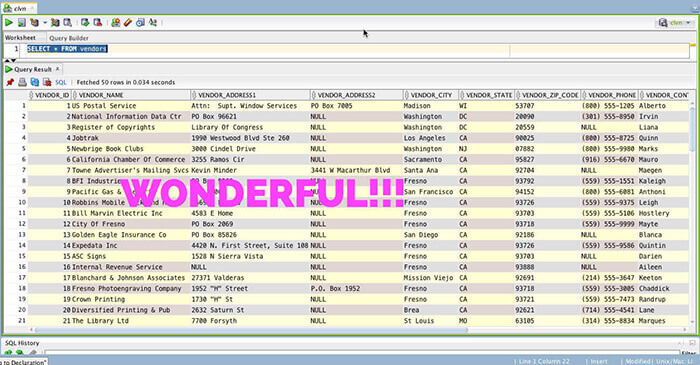 clvn
clvn
Worksheet Query Builder
1 SELECT * FROM vendors
Query Result
SQL Fetched 50 rows in 0.034 seconds
VENDOR_ID VENDOR_NAME VENDOR_ADDRESS1 VENDOR_ADDRESS2 VENDOR_CITY VENDOR_STATE VENDOR_ZIP_CODE VENDOR_PHONE VENDOR_CONT
1 1 US Postal Service Attn: Supt. Window Services PO Box 7005 Madison WI 53707 (800) 555-1205 Alberto
2 2 National Information Data Ctr PO Box 96621 NULL Washington DC 20090 (301) 555-8950 Irvin
3 3 Register of Copyrights Library Of Congress NULL Washington DC 20559 NULL Liana
4 4 Jobtrak 1990 Westwood Blvd Ste 260 NULL Los Angeles CA 90025 (800) 555-8725 Quinn
5 5 Newbrige Book Clubs 3000 Cindel Drive NULL Washington NJ 07882 (800) 555-9980 Marks
6 6 California Chamber Of Commerce 3255 Ramos Cir NULL Sacramento CA 95827 (916) 555-6670 Mauro
7 7 Towne Advertiser's Mailing Svcs Kevin Minder 3441 W Macarthur Blvd Santa Ana CA 92704 NULL Maegen
8 8 BFI Industries PO NULL Fresno CA 93792 (559) 555-1551 Kaleigh
9 9 Pacific Gas & NULL San Francisco CA 94152 (800) 555-6081 Anthoni
10 10 Robbins Mobile NULL Fresno CA 93726 (559) 555-9375 Leigh
WONDERFUL!!!
11 11 Bill Marvin Electric Inc 4583 E Home NULL Fresno CA 93703 (559) 555-5106 Hostlery
12 12 City Of Fresno PO Box 2069 NULL Fresno CA 93718 (559) 555-9999 Mayte
13 13 Golden Eagle Insurance Co PO Box 85826 NULL San Diego CA 92186 NULL Blanca
14 14 Expedata Inc 4420 N. First Street, Suite 108 NULL Fresno CA 93726 (559) 555-9586 Quintin
15 15 ASC Signs 1528 N Sierra Vista NULL Fresno CA 93703 NULL Darien
16 16 Internal Revenue Service NULL NULL Fresno CA 93888 NULL Aileen
17 17 Blanchard & Johnson Associates 27371 Valderas NULL Mission Viejo CA 92691 (214) 555-3647 Keeton
18 18 Fresno Photoengraving Company 1952 "H" Street P.O. Box 1952 Fresno CA 93718 (559) 555-3005 Chaddick
19 19 Crown Printing 1730 "H" St NULL Fresno CA 93721 (559) 555-7473 Randrup
20 20 Diversified Printing & Pub 2632 Saturn St NULL Brea CA 92621 (714) 555-4541 Lane
21 21 The Library Ltd 7700 Forsyth NULL St Louis MO 63105 (314) 555-8834 Marques
SQL History
Filter
to Declaration" Line 1 Column 22 Insert Modified Unix/Mac: LI